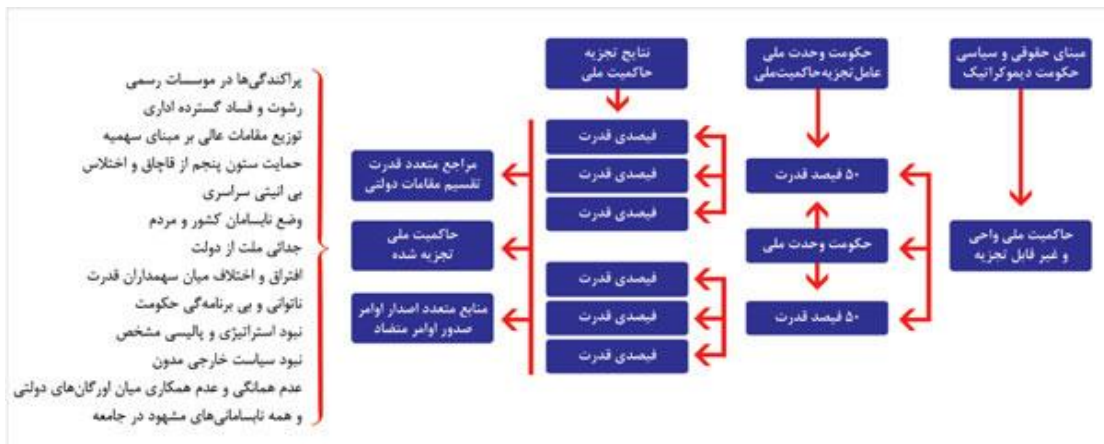 مبنای حقوقی و سیاسی
حکومت دیموکراتیک
حکومت وحدت ملی
عامل تجزیه حاکمیت‌ملی
نتایج تجزیه
حاکمیت ملی
حاکمیت ملی واحی
و غیر قابل تجزیه
۵۰ فیصد قدرت
حکومت وحدت ملی
۵۰ فیصد قدرت
فیصدی قدرت
فیصدی قدرت
فیصدی قدرت
فیصدی قدرت
فیصدی قدرت
فیصدی قدرت
مراجع متعدد قدرت
تقسیم مقامات دولتی
حاکمیت ملی
تجزیه شده
منابع متعدد اصدار اوامر
صدور اوامر متضاد
پراکندگی‌ها در موسسات رسمی
رشوت و فساد گسترده اداری
توزیع مقامات عالی بر مبنای سهمیه
حمایت ستون پنجم از قاچاق و اختلاس
بی انیتی سراسری
وضع نابسامان کشور و مردم
جدائی ملت از دولت
افتراق و اختلاف میان سهمداران قدرت
ناتوانی و بی برنامه‌گی حکومت
نبود استراتیژی و پالیسی مشخص
نبود سیاست خارجی مدون
عدم همانگی و عدم همکاری میان اورگان‌های دولتی
و همه نابسامانی‌های مشهود در جامعه